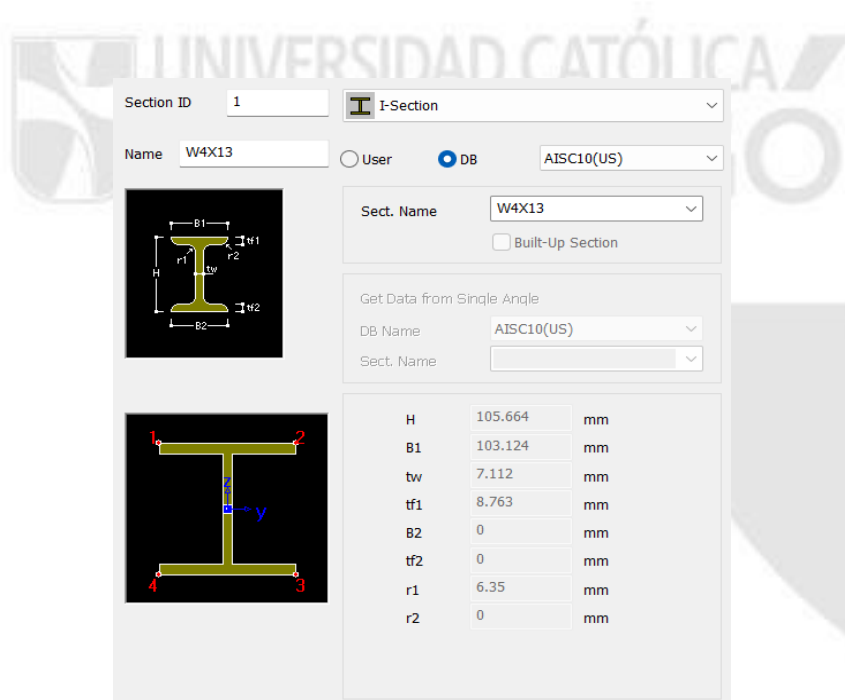 UNIVERSIDAD CATÓLICA
Section ID 1 I-Section
Name W4X13 User DB AISC10(US)
Sect. Name W4X13
Built-Up Section
B1
tf1
r1 r2
H tw
tf2
B2
Get Data from Single Angle
DB Name AISC10(US)
Sect. Name
1 2
z
y
4 3
H 105.664 mm
B1 103.124 mm
tw 7.112 mm
tf1 8.763 mm
B2 0 mm
tf2 0 mm
r1 6.35 mm
r2 0 mm